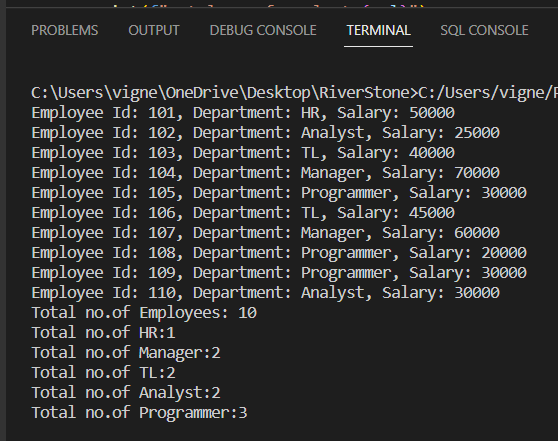 PROBLEMS OUTPUT DEBUG CONSOLE TERMINAL SQL CONSOLE
C:\Users\vigne\OneDrive\Desktop\RiverStone>C:/Users/vigne/
Employee Id: 101, Department: HR, Salary: 50000
Employee Id: 102, Department: Analyst, Salary: 25000
Employee Id: 103, Department: TL, Salary: 40000
Employee Id: 104, Department: Manager, Salary: 70000
Employee Id: 105, Department: Programmer, Salary: 30000
Employee Id: 106, Department: TL, Salary: 45000
Employee Id: 107, Department: Manager, Salary: 60000
Employee Id: 108, Department: Programmer, Salary: 20000
Employee Id: 109, Department: Programmer, Salary: 30000
Employee Id: 110, Department: Analyst, Salary: 30000
Total no.of Employees: 10
Total no.of HR:1
Total no.of Manager:2
Total no.of TL:2
Total no.of Analyst:2
Total no.of Programmer:3